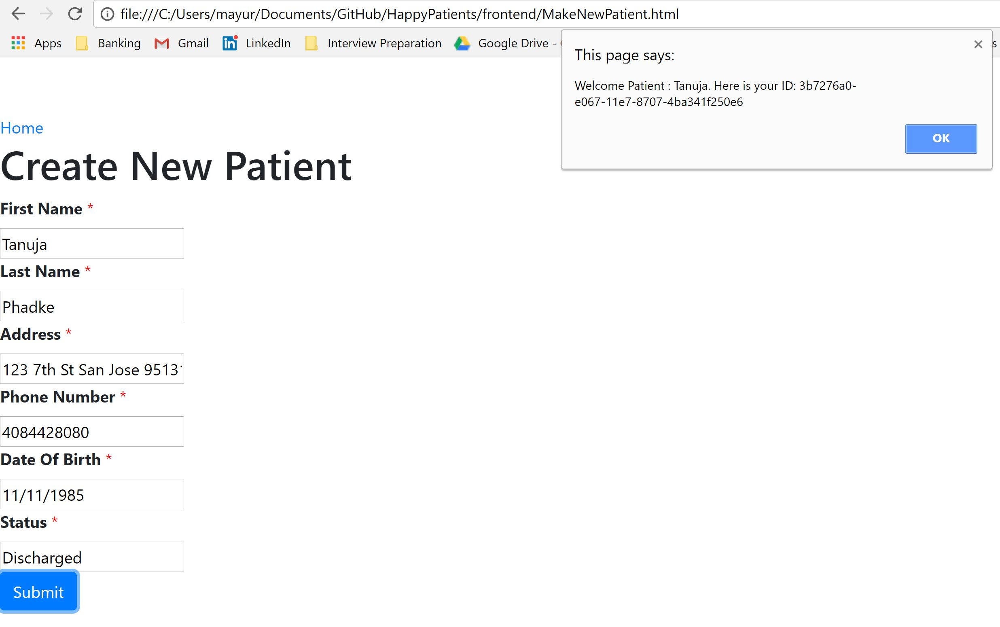 file:///C:/Users/mayur/Documents/GitHub/HappyPatients/frontend/MakeNewPatient.html
Apps Banking Gmail LinkedIn Interview Preparation Google Drive - s
This page says:
Welcome Patient : Tanuja. Here is your ID: 3b7276a0-
e067-11e7-8707-4ba341f250e6
OK
Home
Create New Patient
First Name *
Tanuja
Last Name *
Phadke
Address *
123 7th St San Jose 95131
Phone Number *
4084428080
Date Of Birth *
11/11/1985
Status *
Discharged
Submit